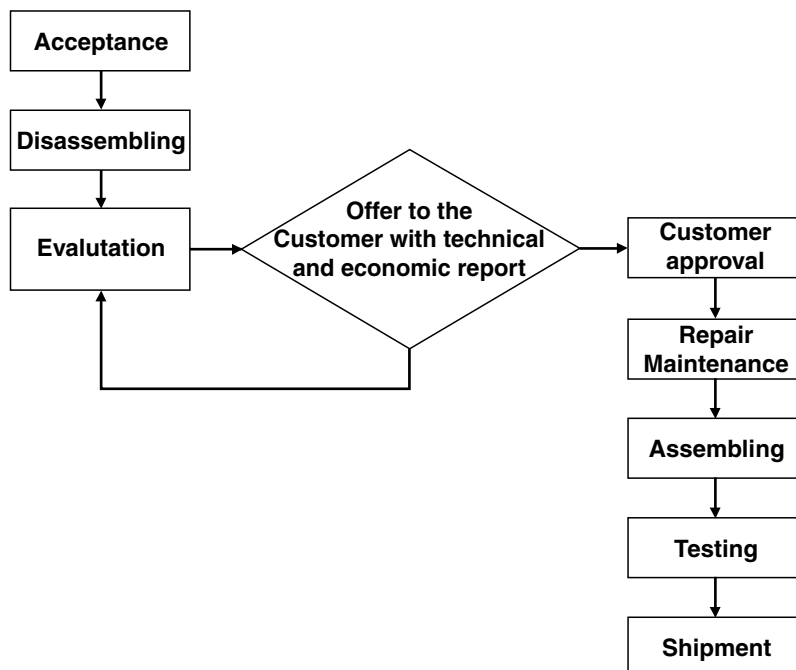 Acceptance
Disassembling
Evalutation
Offer to the
Customer with technical
and economic report
Customer
approval
Repair
Maintenance
Assembling
Testing
Shipment